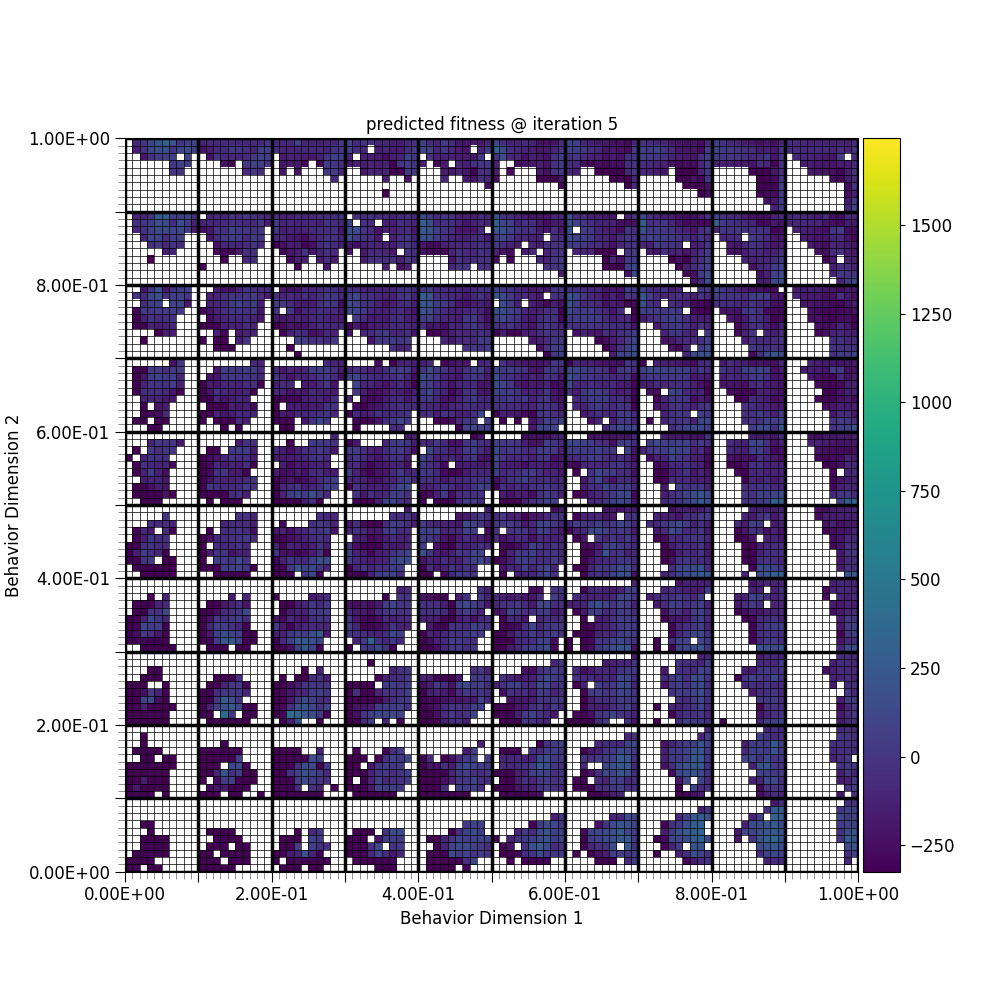 predicted fitness @ iteration 5
1.00E+00
8.00E-01
6.00E-01
4.00E-01
2.00E-01
0.00E+00
Behavior Dimension 2
0.00E+00 2.00E-01 4.00E-01 6.00E-01 8.00E-01 1.00E+00
Behavior Dimension 1
1500
1250
1000
750
500
250
0
−250